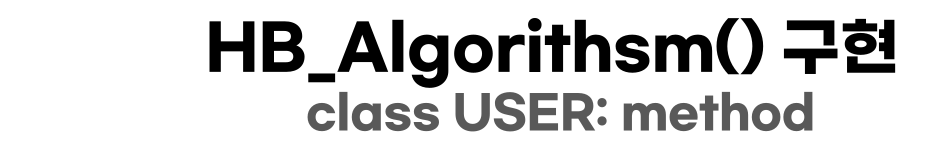 HB_Algorithsm() 구현
class USER: method